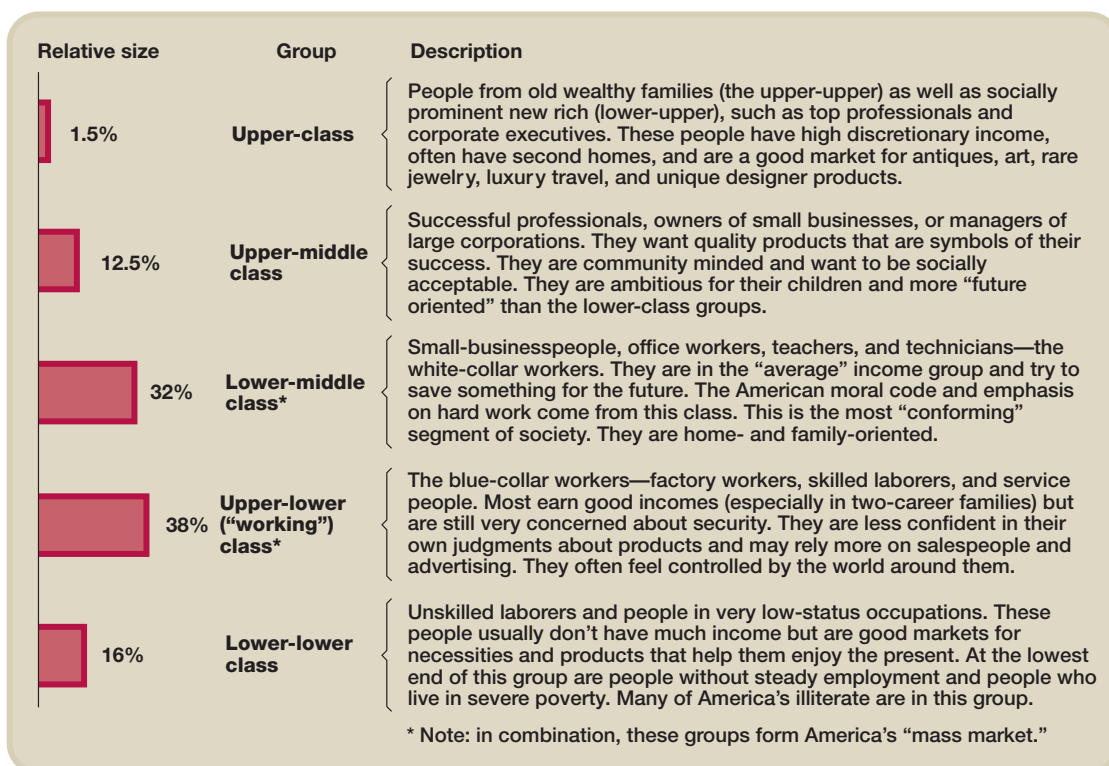 Relative size Group Description
1.5%
Upper-class
People from old wealthy families (the upper-upper) as well as socially
prominent new rich (lower-upper), such as top professionals and
corporate executives. These people have high discretionary income,
often have second homes, and are a good market for antiques, art, rare
jewelry, luxury travel, and unique designer products.
12.5%
Upper-middle
class
Successful professionals, owners of small businesses, or managers of
large corporations. They want quality products that are symbols of their
success. They are community minded and want to be socially
acceptable. They are ambitious for their children and more “future
oriented” than the lower-class groups.
32%
Lower-middle
class*
Small-businesspeople, office workers, teachers, and technicians—the
white-collar workers. They are in the “average” income group and try to
save something for the future. The American moral code and emphasis
on hard work come from this class. This is the most “conforming”
segment of society. They are home- and family-oriented.
38%
Upper-lower
(“working”)
class*
The blue-collar workers—factory workers, skilled laborers, and service
people. Most earn good incomes (especially in two-career families) but
are still very concerned about security. They are less confident in their
own judgments about products and may rely more on salespeople and
advertising. They often feel controlled by the world around them.
16%
Lower-lower
class
Unskilled laborers and people in very low-status occupations. These
people usually don’t have much income but are good markets for
necessities and products that help them enjoy the present. At the lowest
end of this group are people without steady employment and people who
live in severe poverty. Many of America’s illiterate are in this group.
* Note: in combination, these groups form America’s “mass market.”